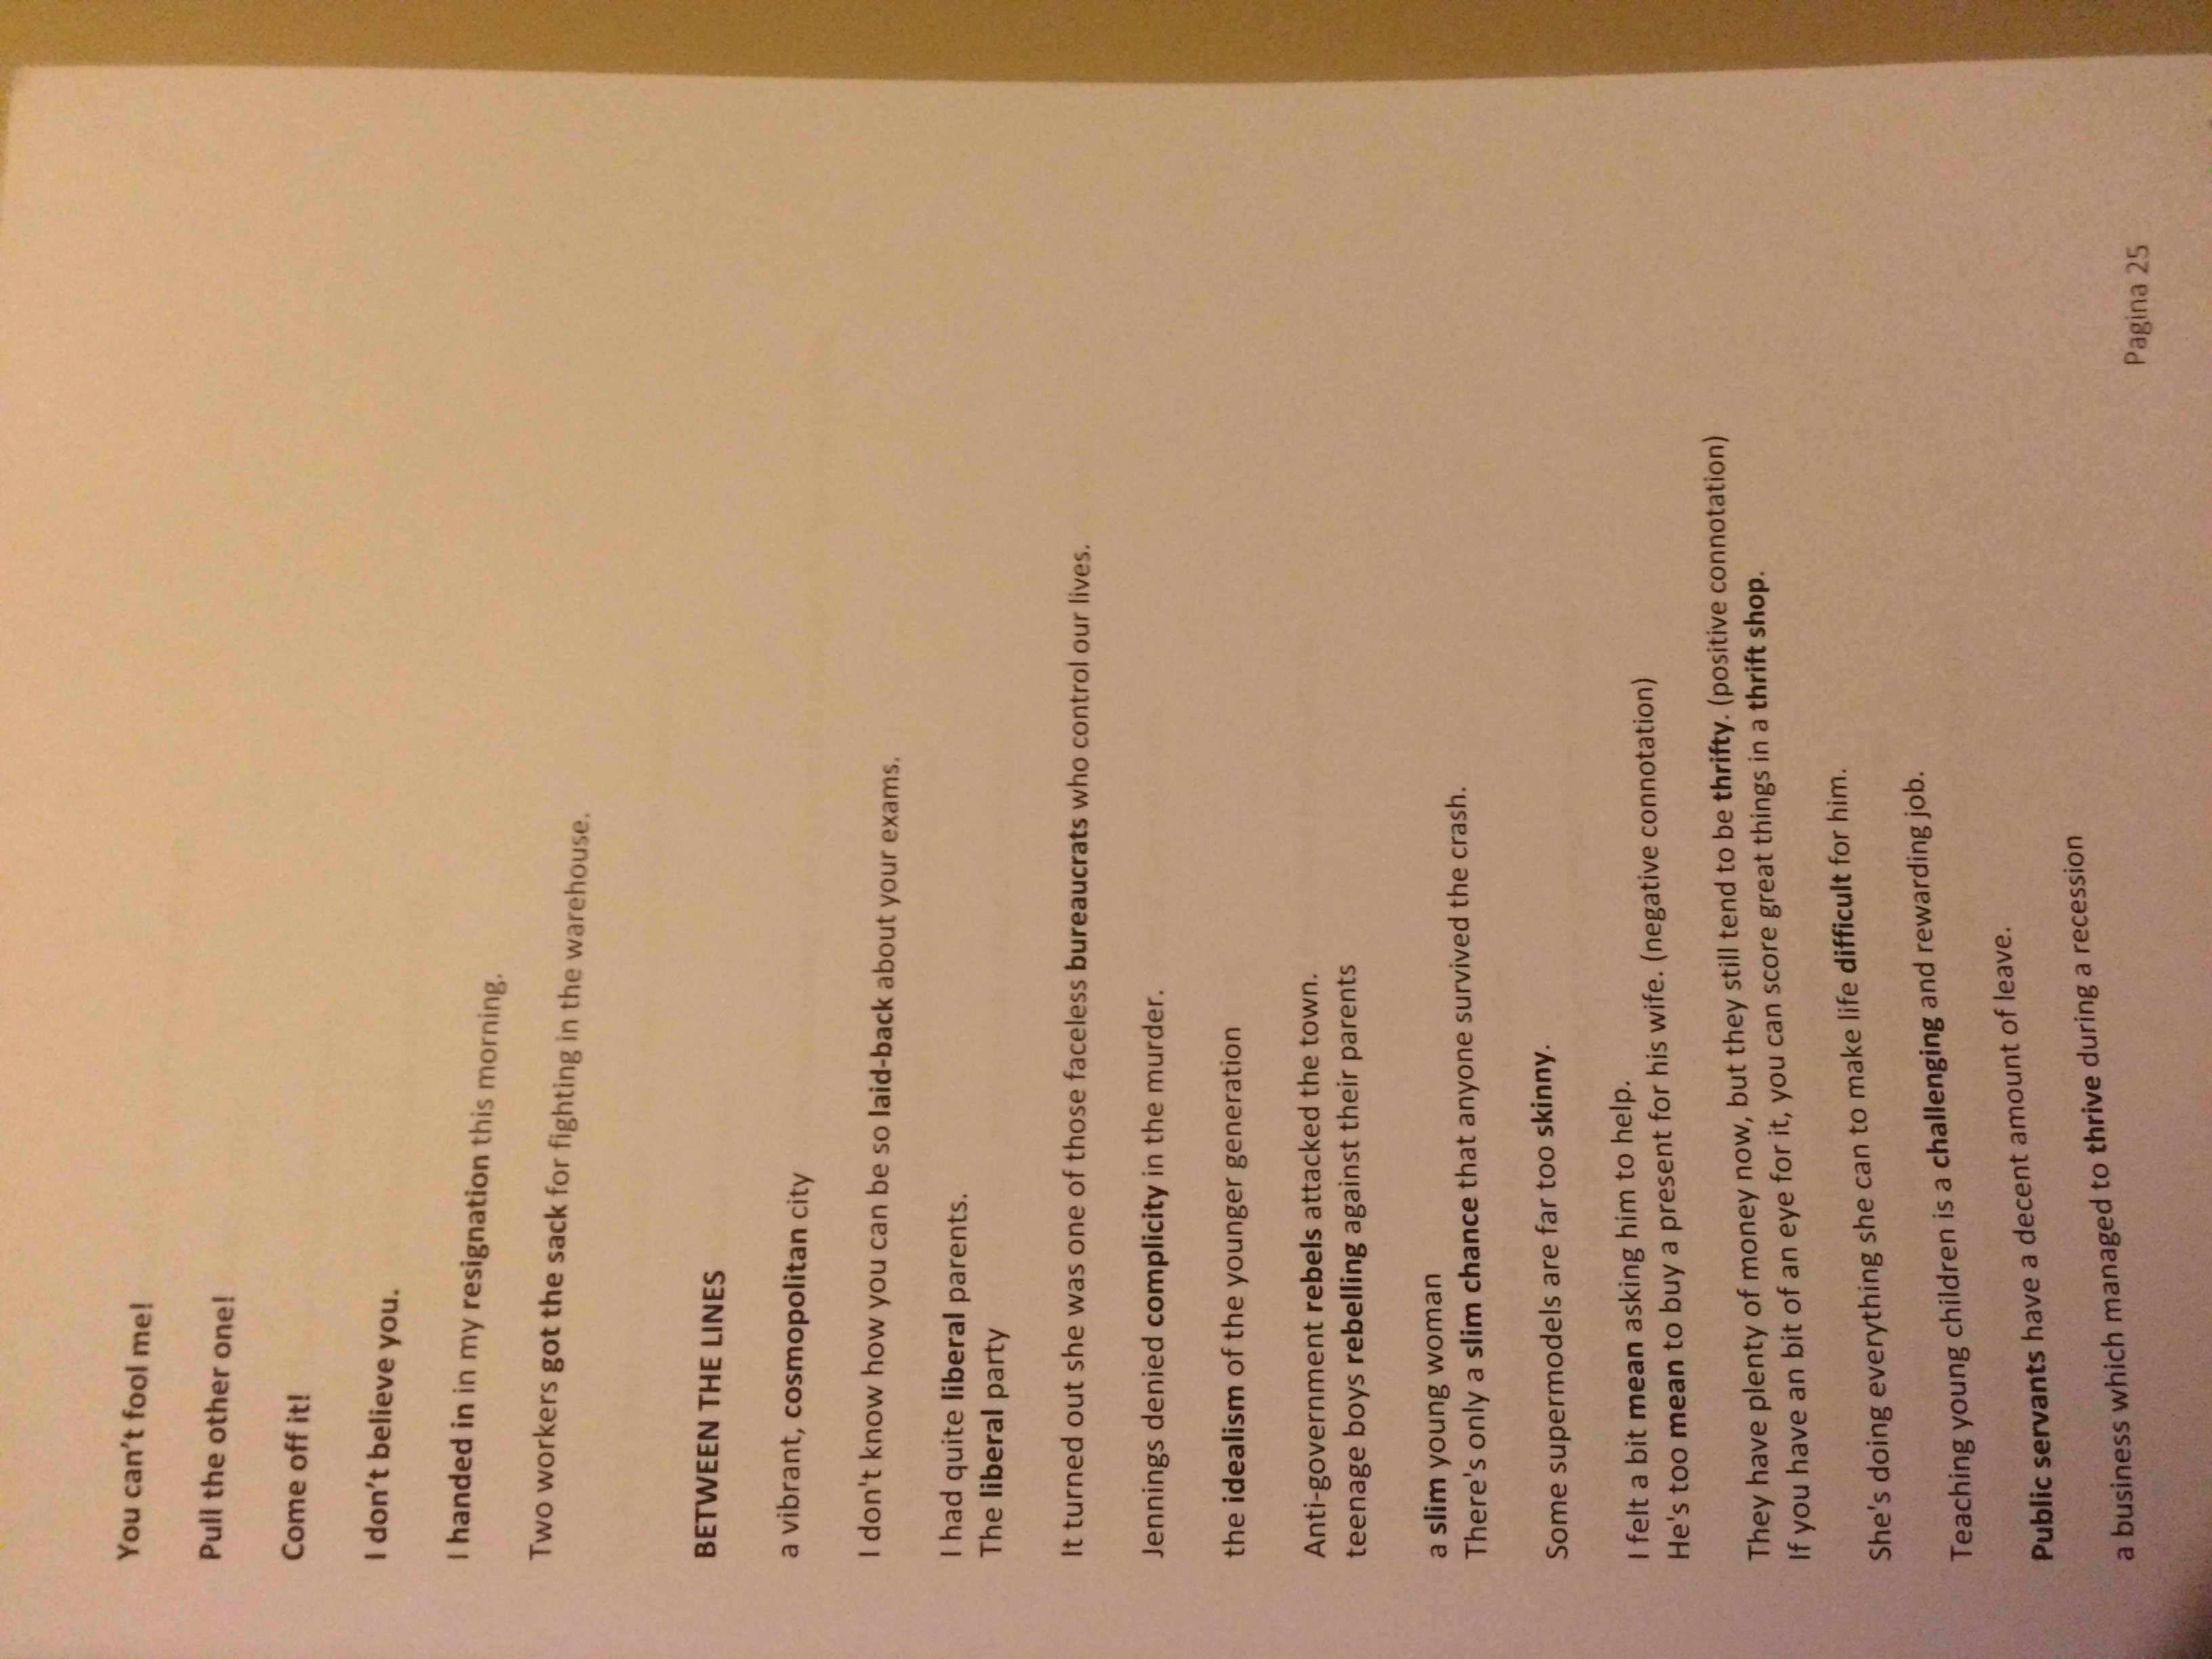 You can't fool me!
Pull the other one!
Come off it!
I don't believe you.
I handed in in my resignation this morning.
Two workers got the sack for fighting in the warehouse.
BETWEEN THE LINES
a vibrant, cosmopolitan city
I don't know how you can be so laid-back about your exams.
I had quite liberal parents.
The liberal party
It turned out she was one of those faceless bureaucrats who control our lives.
Jennings denied complicity in the murder.
the idealism of the younger generation
Anti-government rebels attacked the town.
teenage boys rebelling against their parents
a slim young woman
There's only a slim chance that anyone survived the crash.
Some supermodels are far too skinny.
I felt a bit mean asking him to help.
He's too mean to buy a present for his wife. (negative connotation)
They have plenty of money now, but they still tend to be thrifty. (positive connotation)
If you have an bit of an eye for it, you can score great things in a thrift shop.
She's doing everything she can to make life difficult for him.
Teaching young children is a challenging and rewarding job.
Public servants have a decent amount of leave.
a business which managed to thrive during a recession
Pagina 25